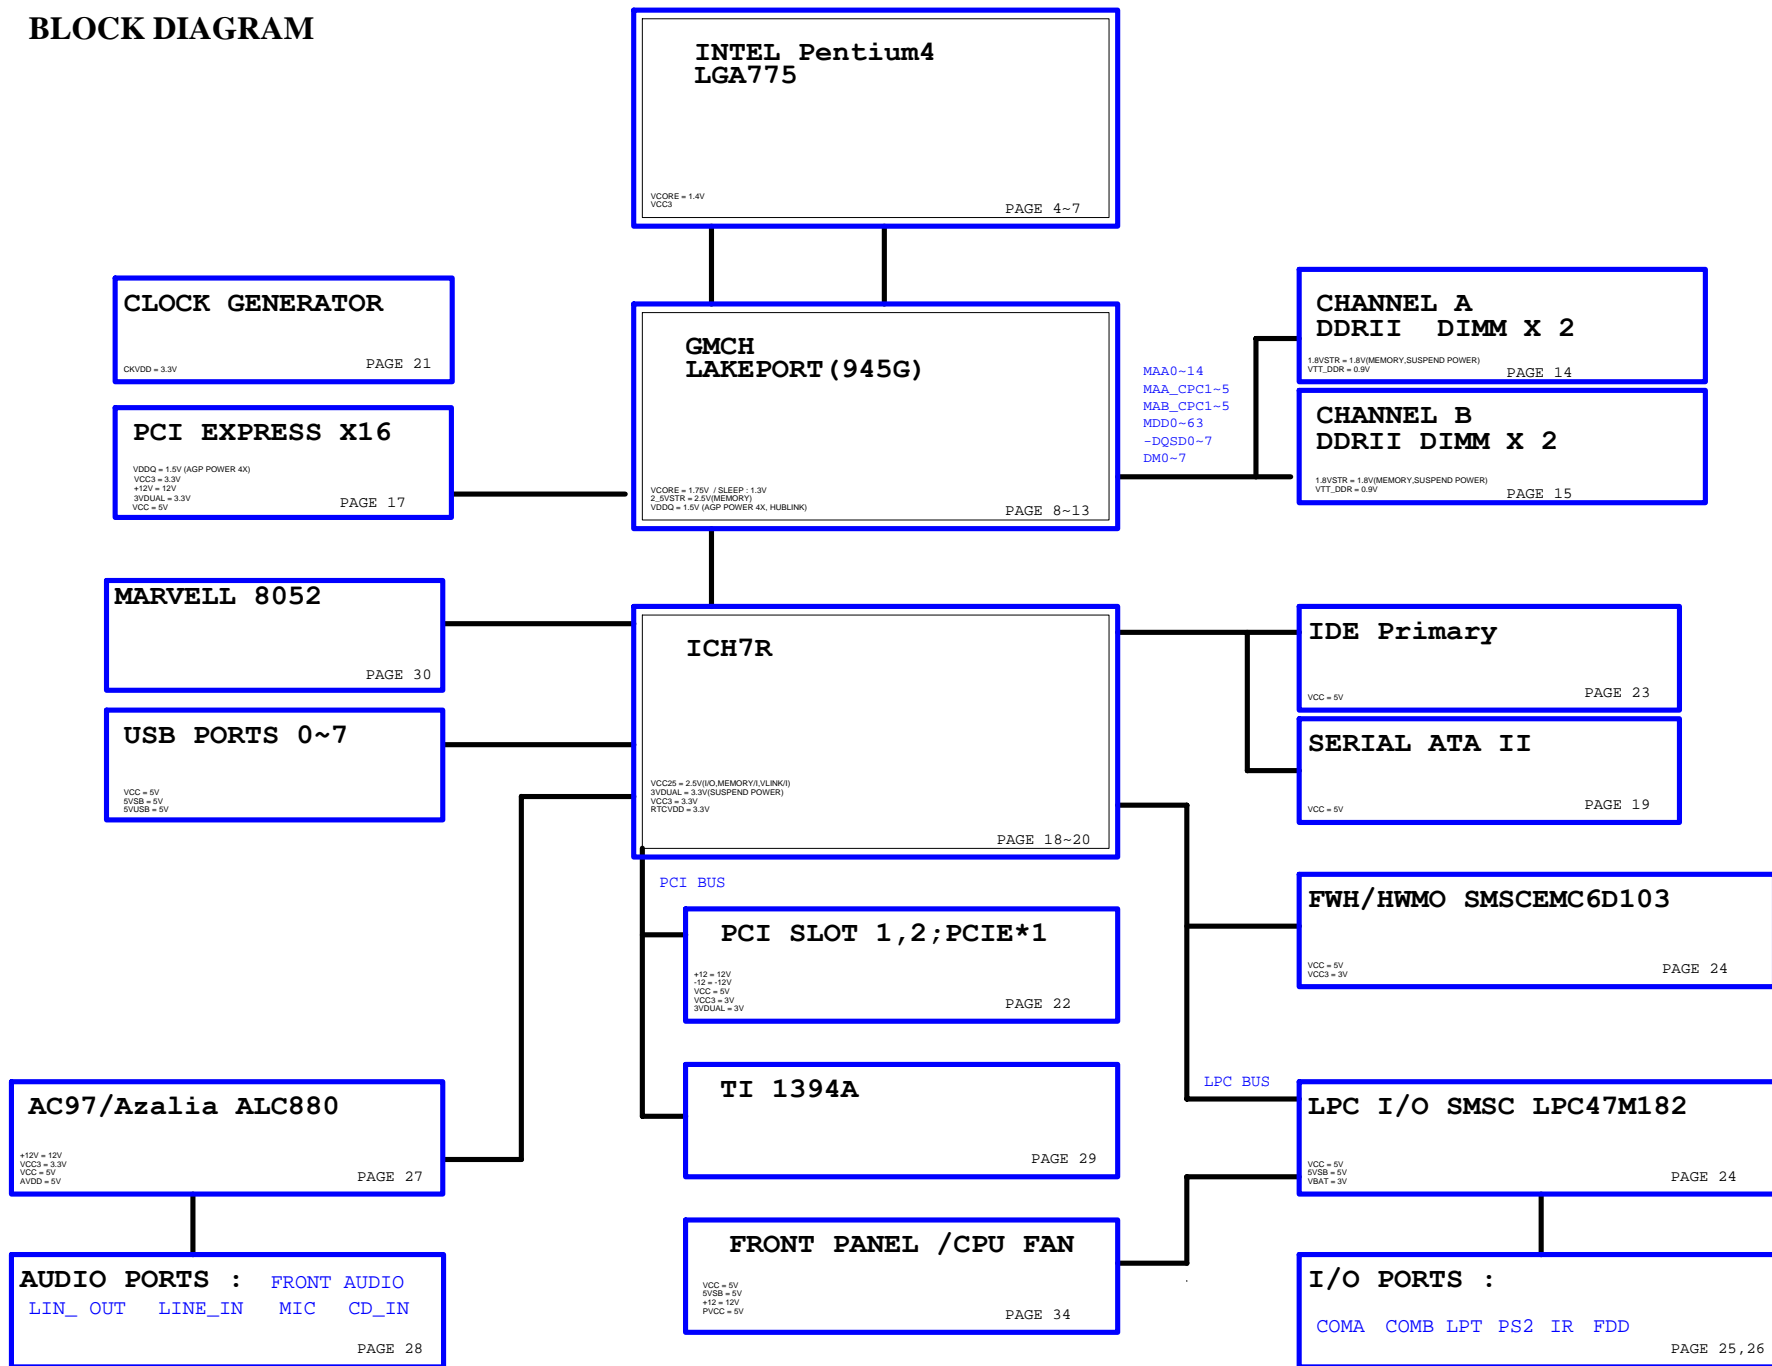 BLOCK DIAGRAM
INTEL Pentium4
LGA775
VCORE = 1.4V
VCC3
PAGE 4~7
CLOCK GENERATOR
CKVDD = 3.3V
PAGE 21
GMCH
LAKEPORT(945G)
VCORE = 1.75V / SLEEP : 1.3V
2_5VSTR = 2.5V(MEMORY)
VDDQ = 1.5V (AGP POWER 4X, HUBLINK)
PAGE 8~13
MAA0~14
MAA_CPC1~5
MAB_CPC1~5
MDD0~63
-DQSD0~7
DM0~7
CHANNEL A
DDRII DIMM X 2
1.8VSTR = 1.8V(MEMORY,SUSPEND POWER)
VTT_DDR = 0.9V
PAGE 14
CHANNEL B
DDRII DIMM X 2
1.8VSTR = 1.8V(MEMORY,SUSPEND POWER)
VTT_DDR = 0.9V
PAGE 15
PCI EXPRESS X16
VDDQ = 1.5V (AGP POWER 4X)
VCC3 = 3.3V
+12V = 12V
3VDUAL = 3.3V
VCC = 5V
PAGE 17
MARVELL 8052
PAGE 30
ICH7R
VCC25 = 2.5V(I/O,MEMORY/I,VLINK/I)
3VDUAL = 3.3V(SUSPEND POWER)
VCC3 = 3.3V
RTCVDD = 3.3V
PAGE 18~20
IDE Primary
VCC = 5V
PAGE 23
USB PORTS 0~7
VCC = 5V
5VSB = 5V
5VUSB = 5V
SERIAL ATA II
VCC = 5V
PAGE 19
PCI BUS
PCI SLOT 1,2;PCIE*1
+12 = 12V
-12 = -12V
VCC = 5V
VCC3 = 3V
3VDUAL = 3V
PAGE 22
FWH/HWMO SMSCEMC6D103
VCC = 5V
VCC3 = 3V
PAGE 24
TI 1394A
PAGE 29
LPC BUS
LPC I/O SMSC LPC47M182
VCC = 5V
5VSB = 5V
VBAT = 3V
PAGE 24
AC97/Azalia ALC880
+12V = 12V
VCC3 = 3.3V
VCC = 5V
AVDD = 5V
PAGE 27
FRONT PANEL /CPU FAN
VCC = 5V
5VSB = 5V
+12 = 12V
PVCC = 5V
PAGE 34
AUDIO PORTS : FRONT AUDIO
LIN_ OUT LINE_IN MIC CD_IN
PAGE 28
I/O PORTS :
COMA COMB LPT PS2 IR FDD
PAGE 25,26